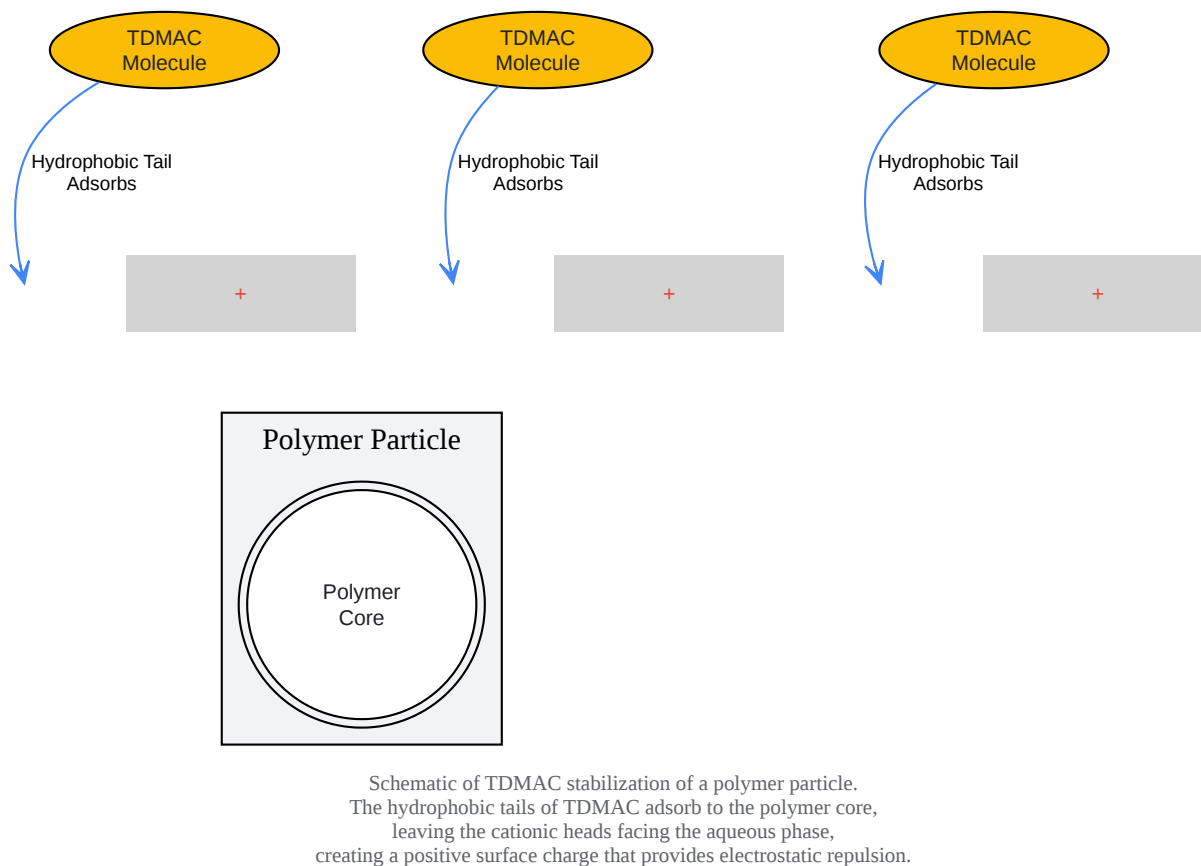 TDMAC
Molecule
TDMAC
Molecule
TDMAC
Molecule
Hydrophobic Tail
Adsorbs
Hydrophobic Tail
Adsorbs
Hydrophobic Tail
Adsorbs
+
+
+
Polymer Particle
Polymer
Core
Schematic of TDMAC stabilization of a polymer particle.
The hydrophobic tails of TDMAC adsorb to the polymer core,
leaving the cationic heads facing the aqueous phase,
creating a positive surface charge that provides electrostatic repulsion.